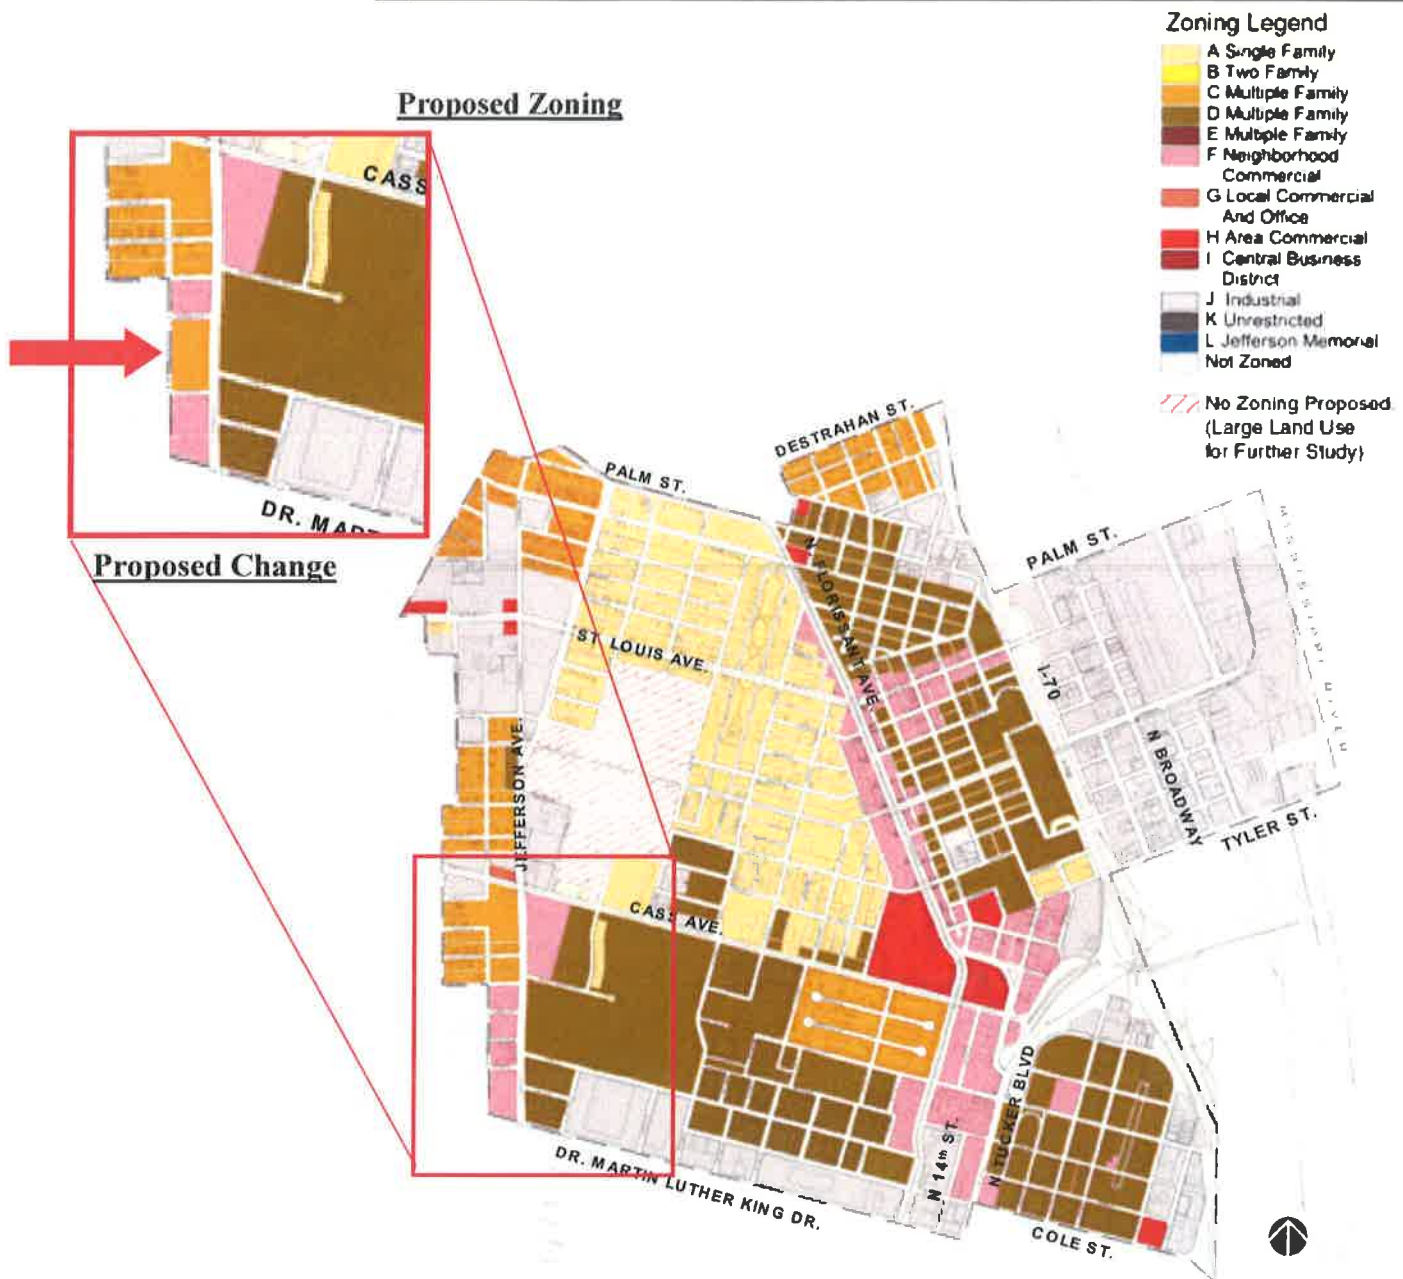 Zoning Legend
A Single Family
B Two Family
C Multiple Family
D Multiple Family
E Multiple Family
F Neighborhood
Commercial
G Local Commercial
And Office
H Area Commercial
I Central Business
District
J Industrial
K Unrestricted
L Jefferson Memorial
Not Zoned
No Zoning Proposed
(Large Land Use
for Further Study)
Proposed Zoning
CASS
DR. MART
Proposed Change
DESTRAHAN ST.
PALM ST.
PALM ST.
MISSISSIPPI RIVER
N FLORISSANT AVE.
ST. LOUIS AVE.
I-70
JEFFERSON AVE.
N BROADWAY
TYLER ST.
CASS AVE.
N TUCKER BLVD
N 14th ST.
DR. MARTIN LUTHER KING DR.
COLE ST.